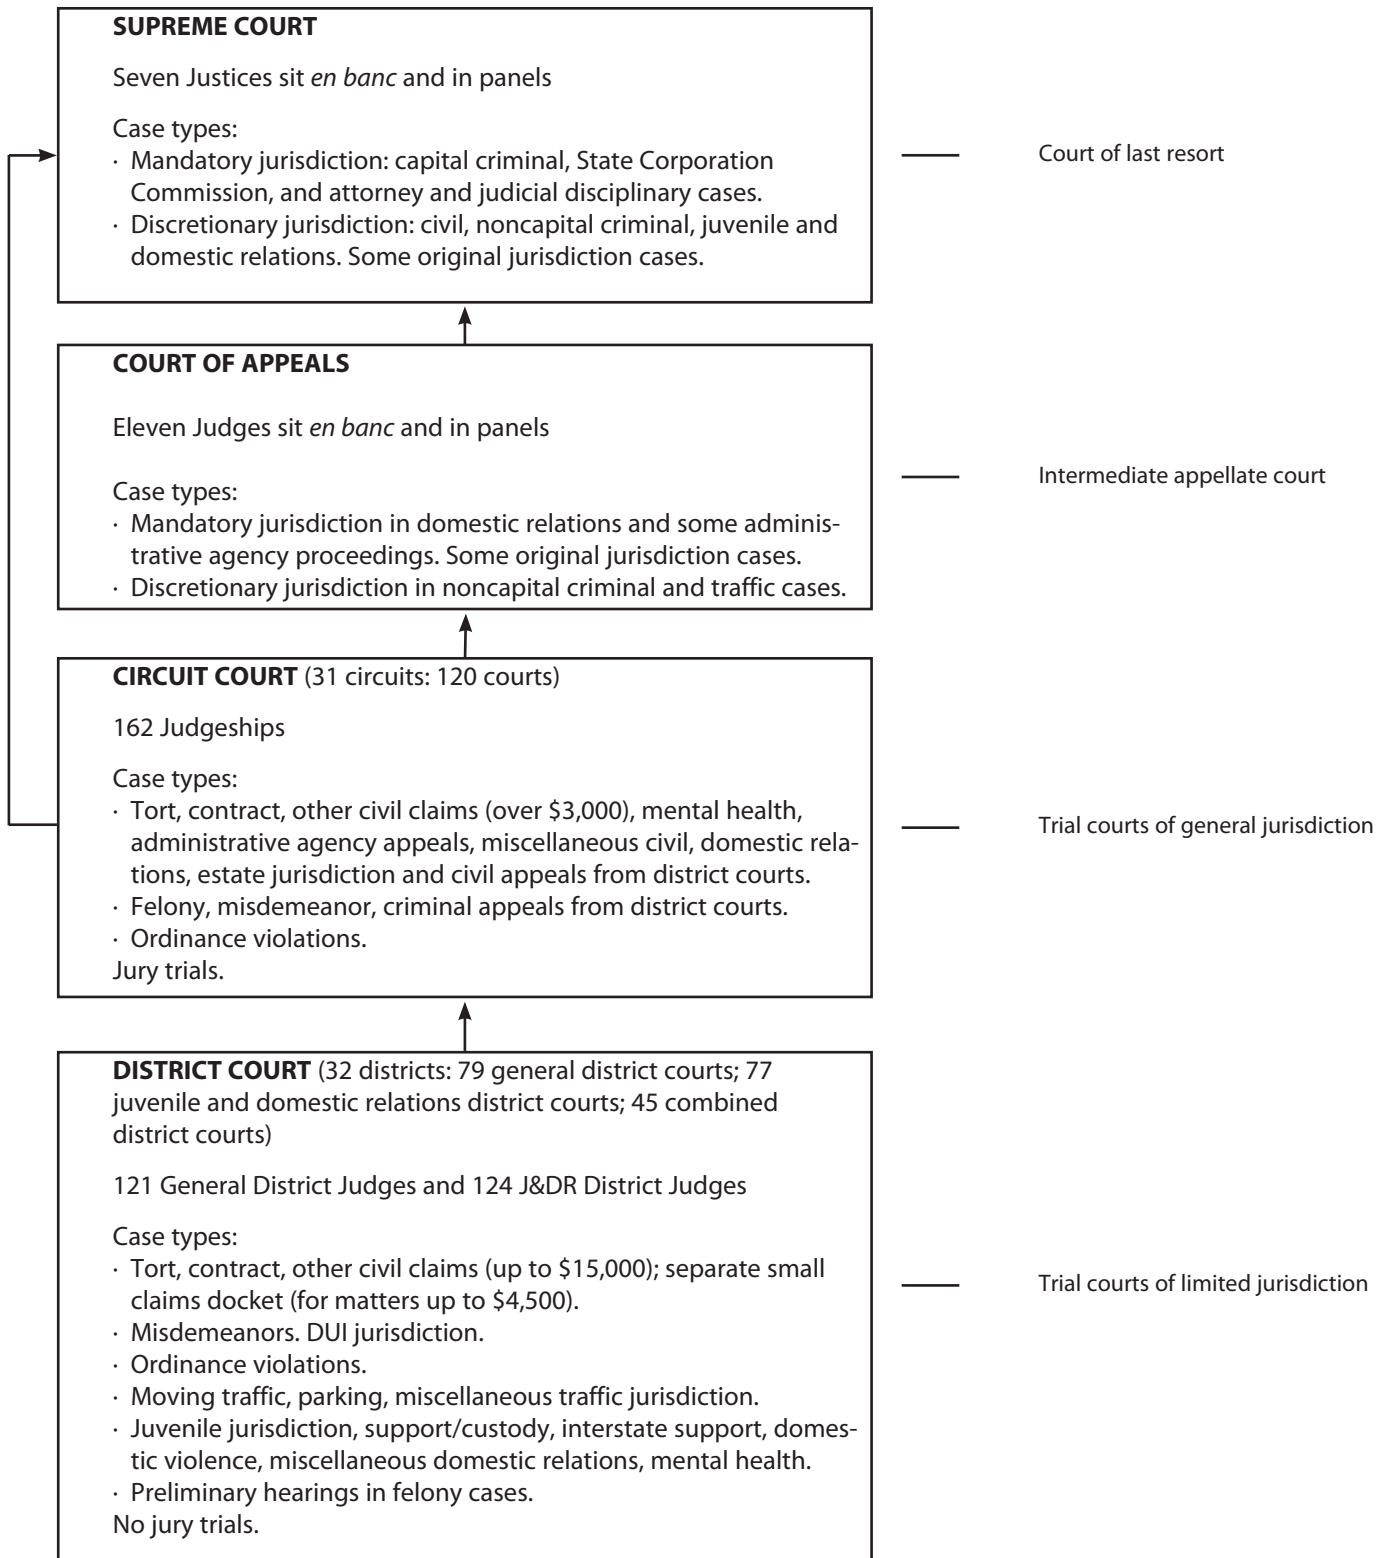 SUPREME COURT
Seven Justices sit en banc and in panels
Case types:
· Mandatory jurisdiction: capital criminal, State Corporation
Commission, and attorney and judicial disciplinary cases.
· Discretionary jurisdiction: civil, noncapital criminal, juvenile and
domestic relations. Some original jurisdiction cases.
Court of last resort
COURT OF APPEALS
Eleven Judges sit en banc and in panels
Case types:
· Mandatory jurisdiction in domestic relations and some adminis-
trative agency proceedings. Some original jurisdiction cases.
· Discretionary jurisdiction in noncapital criminal and traffic cases.
Intermediate appellate court
CIRCUIT COURT (31 circuits: 120 courts)
162 Judgeships
Case types:
· Tort, contract, other civil claims (over $3,000), mental health,
administrative agency appeals, miscellaneous civil, domestic rela-
tions, estate jurisdiction and civil appeals from district courts.
· Felony, misdemeanor, criminal appeals from district courts.
· Ordinance violations.
Jury trials.
Trial courts of general jurisdiction
DISTRICT COURT (32 districts: 79 general district courts; 77
juvenile and domestic relations district courts; 45 combined
district courts)
121 General District Judges and 124 J&DR District Judges
Case types:
· Tort, contract, other civil claims (up to $15,000); separate small
claims docket (for matters up to $4,500).
· Misdemeanors. DUI jurisdiction.
· Ordinance violations.
· Moving traffic, parking, miscellaneous traffic jurisdiction.
· Juvenile jurisdiction, support/custody, interstate support, domes-
tic violence, miscellaneous domestic relations, mental health.
· Preliminary hearings in felony cases.
No jury trials.
Trial courts of limited jurisdiction